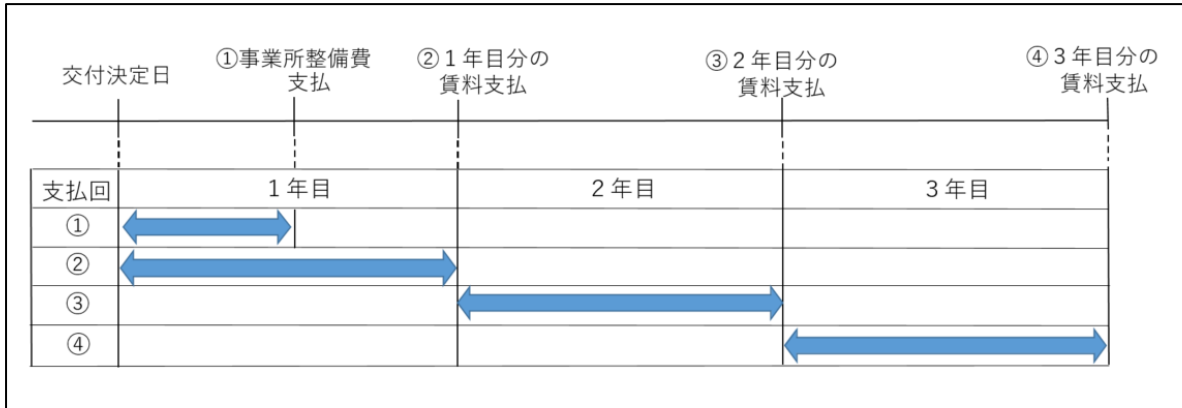 交付決定日
①事業所整備費
支払
②1年目分の
賃料支払
③2年目分の
賃料支払
④3年目分の
賃料支払
支払回
1年目
2年目
3年目
①
②
③
④